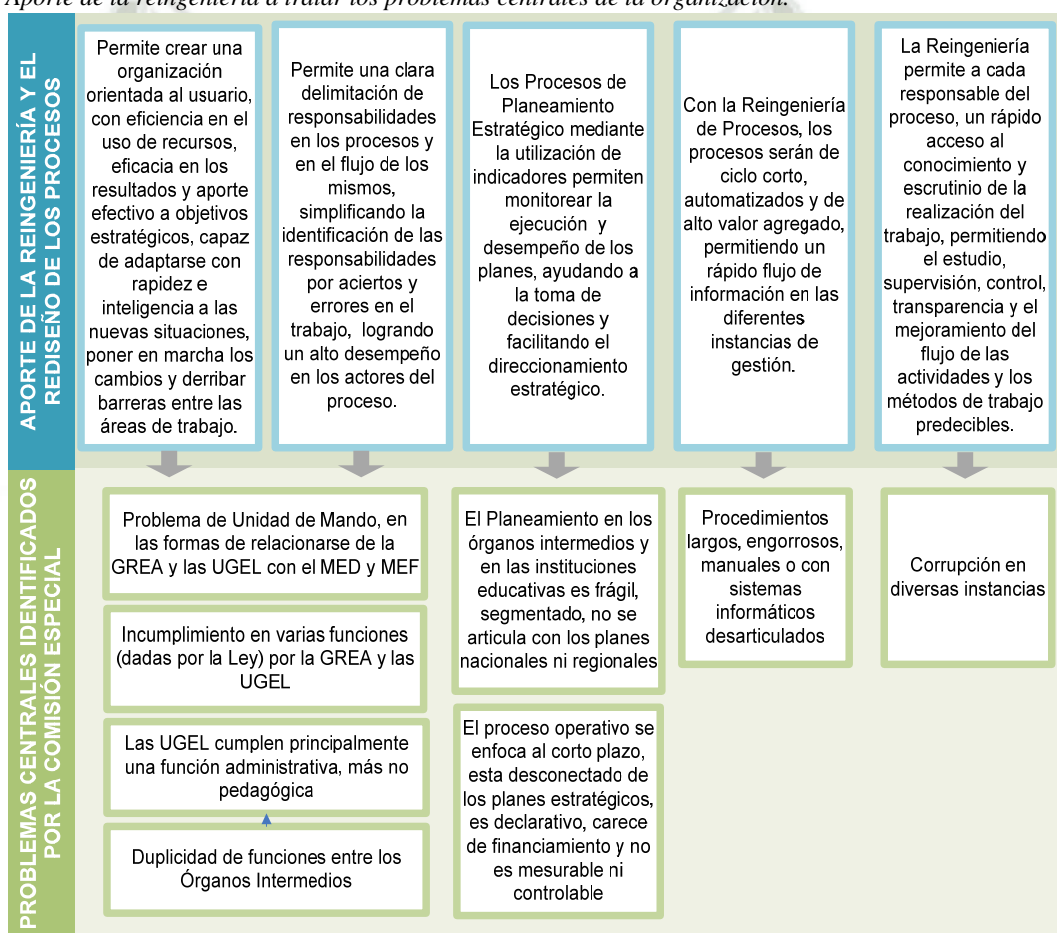 Aporte de la reingeniería a tratar los problemas centrales de la organización.
APORTE DE LA REINGENIERÍA Y EL
REDISEÑO DE LOS PROCESOS
Permite crear una
organización
orientada al usuario,
con eficiencia en el
uso de recursos,
eficacia en los
resultados y aporte
efectivo a objetivos
estratégicos, capaz
de adaptarse con
rapidez e
inteligencia a las
nuevas situaciones,
poner en marcha los
cambios y derribar
barreras entre las
áreas de trabajo.
Permite una clara
delimitación de
responsabilidades
en los procesos y
en el flujo de los
mismos,
simplificando la
identificación de las
responsabilidades
por aciertos y
errores en el
trabajo, logrando
un alto desempeño
en los actores del
proceso.
Los Procesos de
Planeamiento
Estratégico mediante
la utilización de
indicadores permiten
monitorear la
ejecución y
desempeño de los
planes, ayudando a
la toma de
decisiones y
facilitando el
direccionamiento
estratégico.
Con la Reingeniería
de Procesos, los
procesos serán de
ciclo corto,
automatizados y de
alto valor agregado,
permitiendo un
rápido flujo de
información en las
diferentes
instancias de
gestión.
La Reingeniería
permite a cada
responsable del
proceso, un rápido
acceso al
conocimiento y
escrutinio de la
realización del
trabajo, permitiendo
el estudio,
supervisión, control,
transparencia y el
mejoramiento del
flujo de las
actividades y los
métodos de trabajo
predecibles.
PROBLEMAS CENTRALES IDENTIFICADOS
POR LA COMISIÓN ESPECIAL
Problema de Unidad de Mando, en
las formas de relacionarse de la
GREA y las UGEL con el MED y MEF
Incumplimiento en varias funciones
(dadas por la Ley) por la GREA y las
UGEL
Las UGEL cumplen principalmente
una función administrativa, más no
pedagógica
Duplicidad de funciones entre los
Órganos Intermedios
El Planeamiento en los
órganos intermedios y
en las instituciones
educativas es frágil,
segmentado, no se
articula con los planes
nacionales ni regionales
El proceso operativo se
enfoca al corto plazo,
esta desconectado de
los planes estratégicos,
es declarativo, carece
de financiamiento y no
es mesurable ni
controlable
Procedimientos
largos, engorrosos,
manuales o con
sistemas
informáticos
desarticulados
Corrupción en
diversas instancias